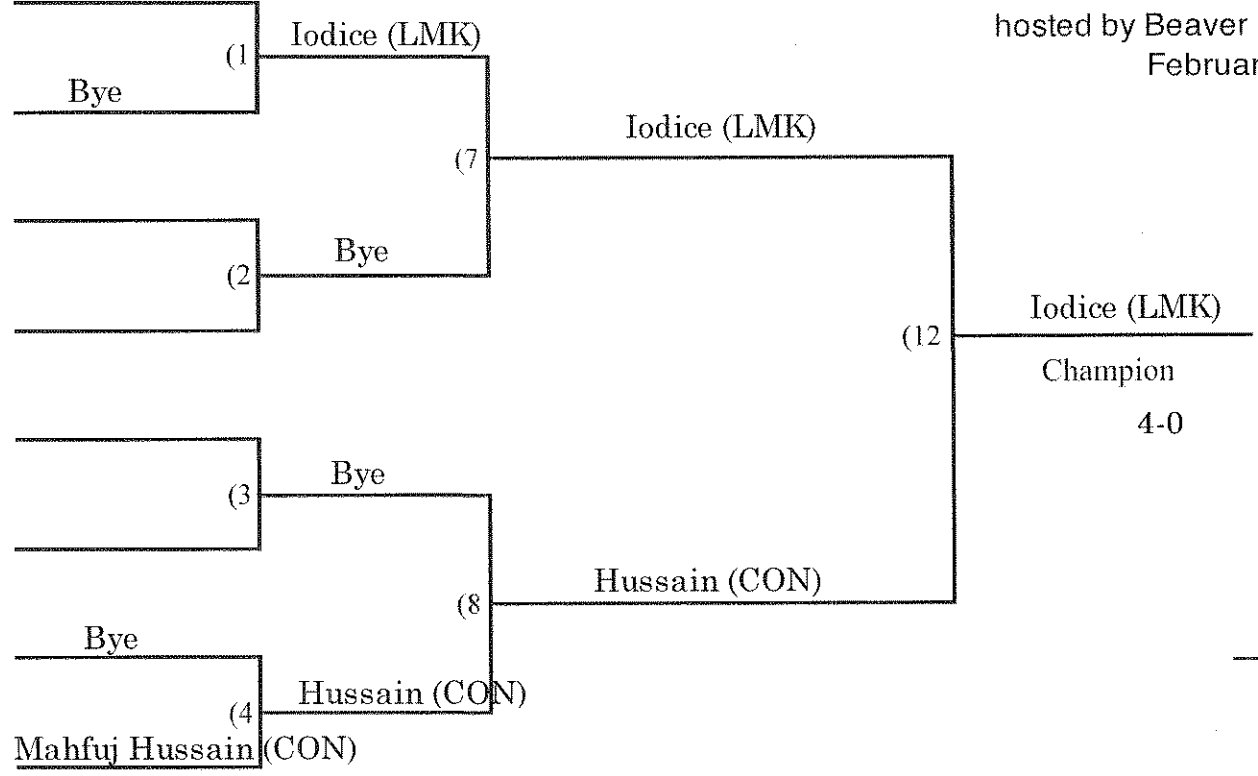 hosted by Beaver
Iodice (LMK)
(1
Bye
Iodice (LMK)
(7
Bye
(2
Iodice (LMK)
(12
Champion
4-0
Bye
(3
Hussain (CON)
(8
Bye
Hussain (CON)
(4
Mahfuj Hussain (CON)